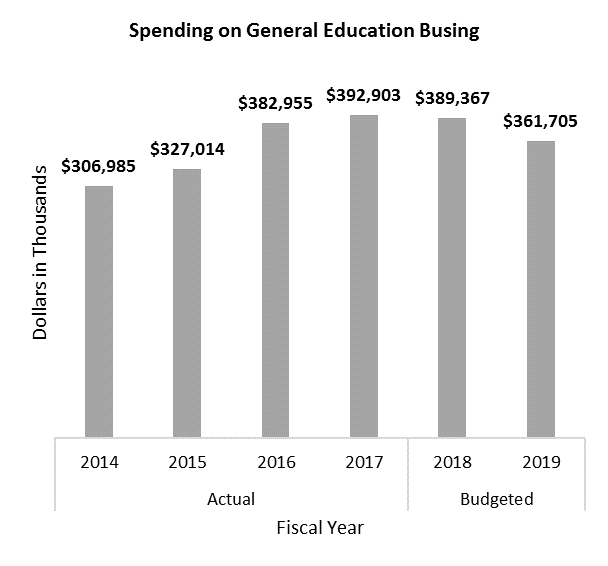 Spending on General Education Busing
$306,985
$327,014
$382,955
$392,903
$389,367
$361,705
Dollars in Thousands
2014 2015 2016 2017 2018 2019
Actual Budgeted
Fiscal Year